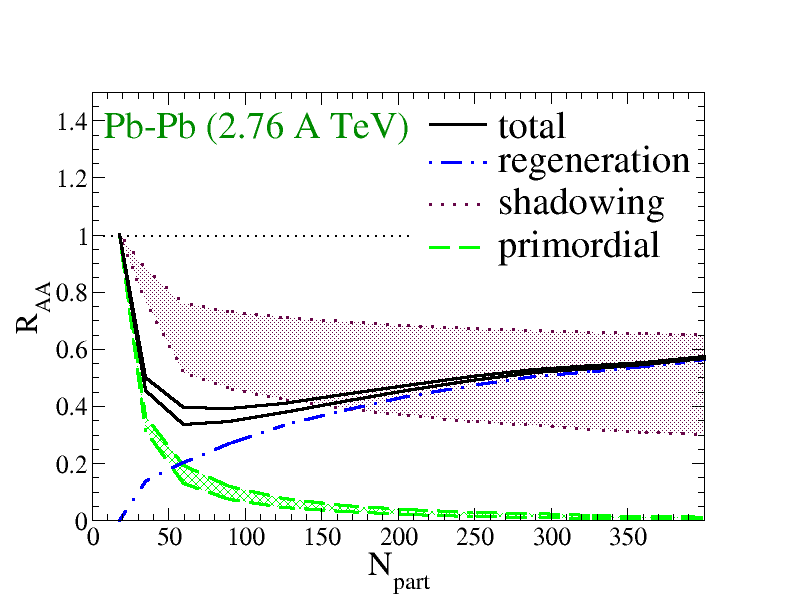 Pb-Pb (2.76 A TeV)
total
regeneration
shadowing
primordial
1.4
1.2
1
0.8
0.6
0.4
0.2
0
R_AA
0 50 100 150 200 250 300 350
N_part